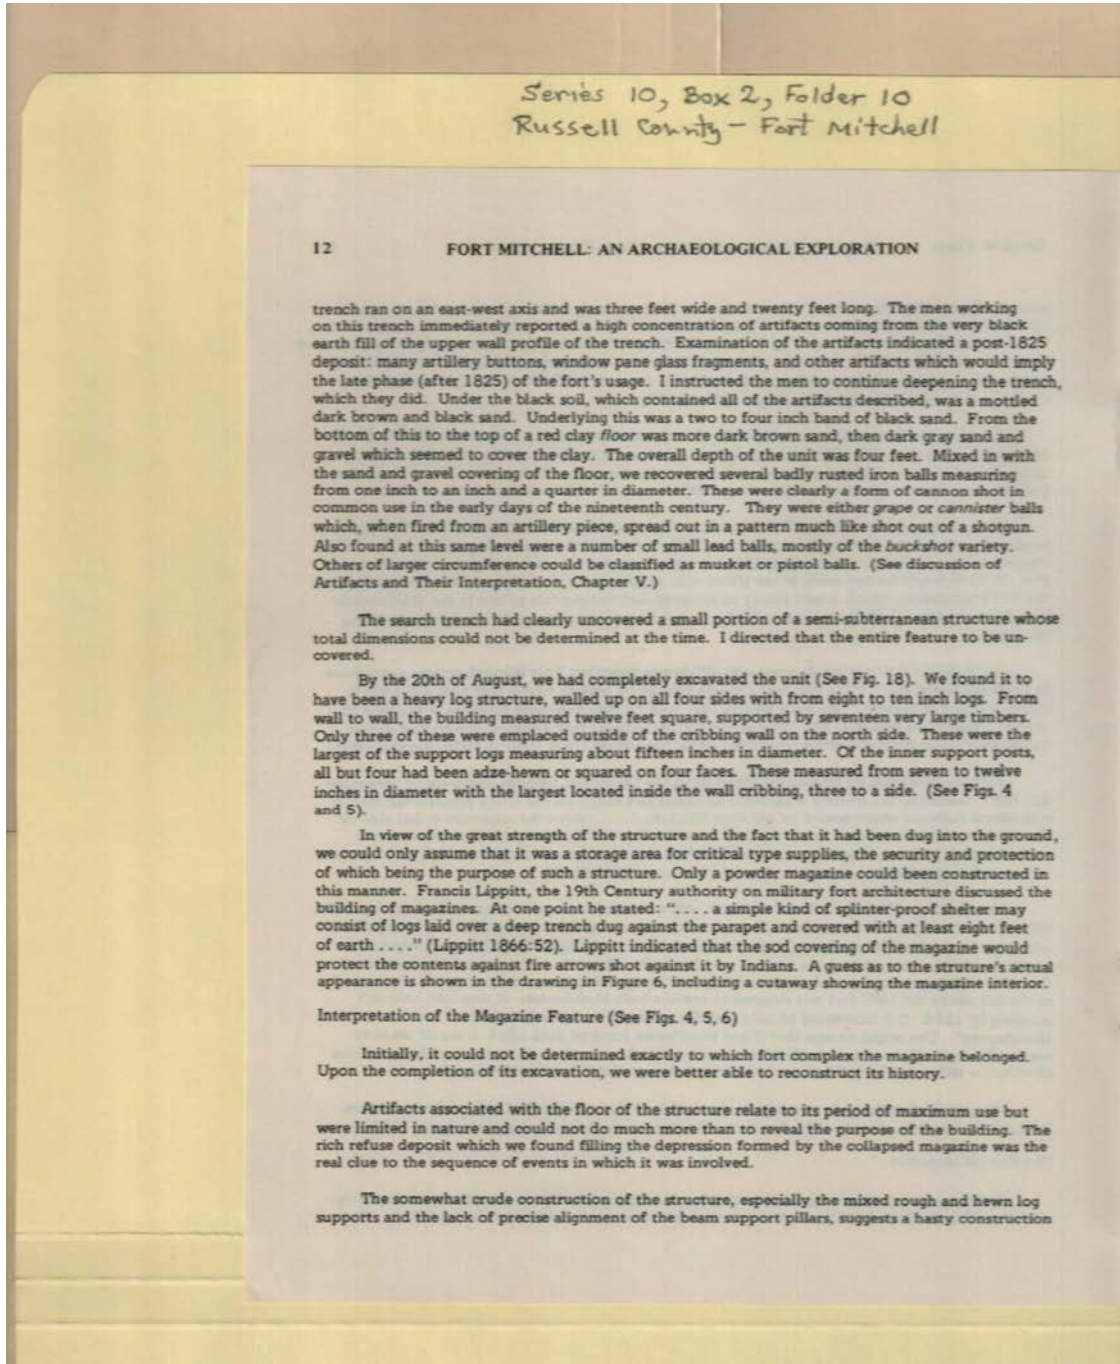 Series 10, Box 2, Folder 10
Russell County - Fort Mitchell
12 FORT MITCHELL: AN ARCHAEOLOGICAL EXPLORATION
trench ran on an east-west axis and was three feet wide and twenty feet long. The men working
on this trench immediately reported a high concentration of artifacts coming from the very black
earth fill of the upper wall profile of the trench. Examination of the artifacts indicated a post-1825
deposit: many artillery buttons, window pane glass fragments, and other artifacts which would imply
the late phase (after 1825) of the fort's usage. I instructed the men to continue deepening the trench,
which they did. Under the black soil, which contained all of the artifacts described, was a mottled
dark brown and black sand. Underlying this was a two to four inch band of black sand. From the
bottom of this to the top of a red clay floor was more dark brown sand, then dark gray sand and
gravel which seemed to cover the clay. The overall depth of the unit was four feet. Mixed in with
the sand and gravel covering of the floor, we recovered several badly rusted iron balls measuring
from one inch to an inch and a quarter in diameter. These were clearly a form of cannon shot in
common use in the early days of the nineteenth century. They were either grape or cannister balls
which, when fired from an artillery piece, spread out in a pattern much like shot out of a shotgun.
Also found at this same level were a number of small lead balls, mostly of the buckshot variety.
Others of larger circumference could be classified as musket or pistol balls. (See discussion of
Artifacts and Their Interpretation, Chapter V.)
The search trench had clearly uncovered a small portion of a semi-subterranean structure whose
total dimensions could not be determined at the time. I directed that the entire feature to be un-
covered.
By the 20th of August, we had completely excavated the unit (See Fig. 18). We found it to
have been a heavy log structure, walled up on all four sides with from eight to ten inch logs. From
wall to wall, the building measured twelve feet square, supported by seventeen very large timbers.
Only three of these were emplaced outside of the cribbing wall on the north side. These were the
largest of the support logs measuring about fifteen inches in diameter. Of the inner support posts,
all but four had been adze-hewn or squared on four faces. These measured from seven to twelve
inches in diameter with the largest located inside the wall cribbing, three to a side. (See Figs. 4
and 5).
In view of the great strength of the structure and the fact that it had been dug into the ground,
we could only assume that it was a storage area for critical type supplies, the security and protection
of which being the purpose of such a structure. Only a powder magazine could been constructed in
this manner. Francis Lippitt, the 19th Century authority on military fort architecture discussed the
building of magazines. At one point he stated: ". . . . a simple kind of splinter-proof shelter may
consist of logs laid over a deep trench dug against the parapet and covered with at least eight feet
of earth . . . ." (Lippitt 1866:52). Lippitt indicated that the sod covering of the magazine would
protect the contents against fire arrows shot against it by Indians. A guess as to the struture's actual
appearance is shown in the drawing in Figure 6, including a cutaway showing the magazine interior.
Interpretation of the Magazine Feature (See Figs. 4, 5, 6)
Initially, it could not be determined exactly to which fort complex the magazine belonged.
Upon the completion of its excavation, we were better able to reconstruct its history.
Artifacts associated with the floor of the structure relate to its period of maximum use but
were limited in nature and could not do much more than to reveal the purpose of the building. The
rich refuse deposit which we found filling the depression formed by the collapsed magazine was the
real clue to the sequence of events in which it was involved.
The somewhat crude construction of the structure, especially the mixed rough and hewn log
supports and the lack of precise alignment of the beam support pillars, suggests a hasty construction